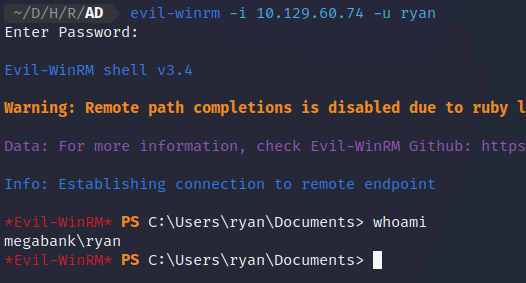 ~/D/H/R/AD evil-winrm -i 10.129.60.74 -u ryan
Enter Password:
Evil-WinRM shell v3.4
Warning: Remote path completions is disabled due to ruby l
Data: For more information, check Evil-WinRM Github: https
Info: Establishing connection to remote endpoint
*Evil-WinRM* PS C:\Users\ryan\Documents> whoami
megabank\ryan
*Evil-WinRM* PS C:\Users\ryan\Documents>